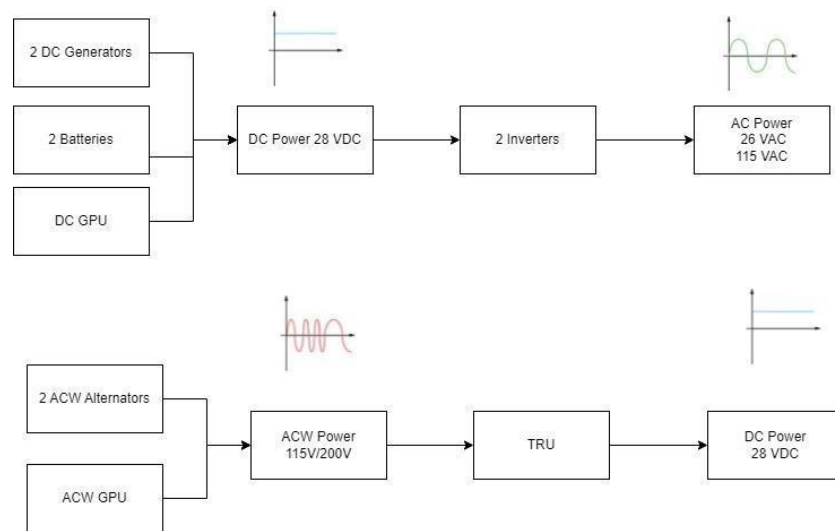 2 DC Generators
2 Batteries
DC GPU
DC Power 28 VDC
2 Inverters
AC Power
26 VAC
115 VAC
2 ACW Alternators
ACW GPU
ACW Power
115V/200V
TRU
DC Power
28 VDC